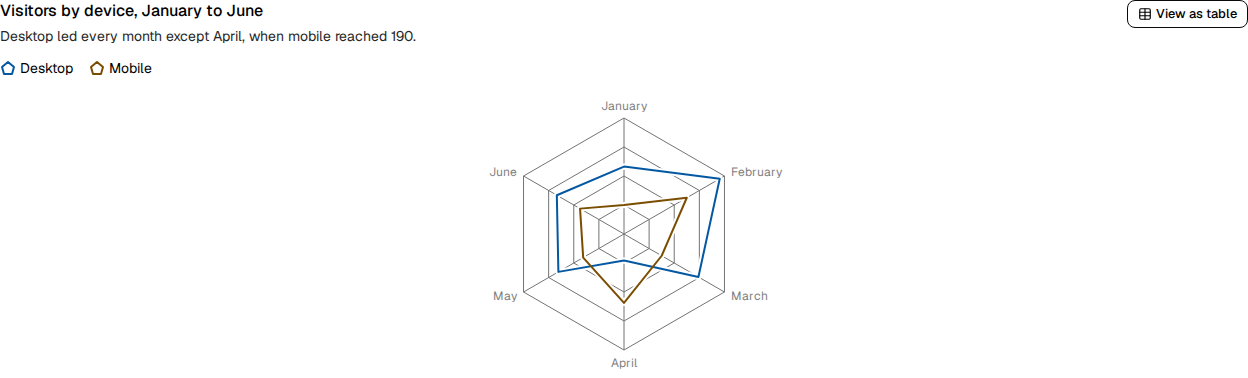 Visitors by device, January to June
View as table
Desktop led every month except April, when mobile reached 190.
Desktop Mobile
January
June February
May March
April